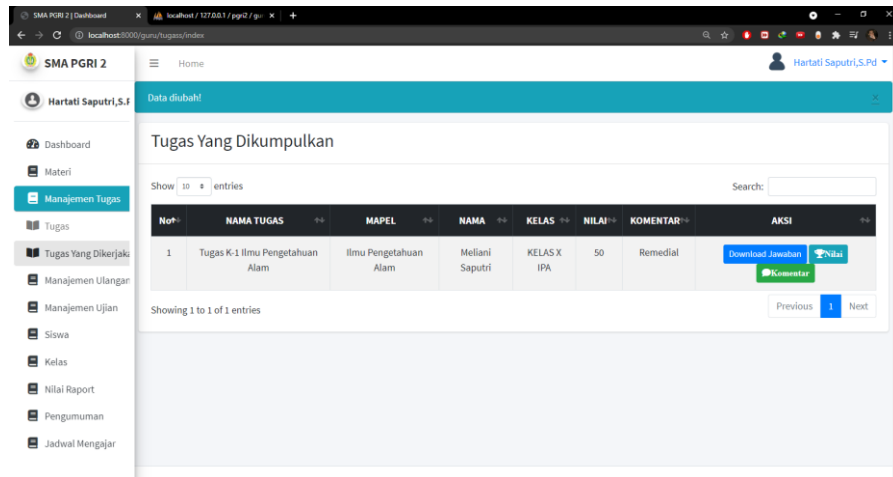 SMA PGRI 2 | Dashboard
localhost / 127.0.0.1 / pgri2 / gur
localhost:8000/guru/tugass/index
SMA PGRI 2
Home
Hartati Saputri,S.Pd
Hartati Saputri,S.F
Data diubah!
Dashboard
Materi
Manajemen Tugas
Tugas
Tugas Yang Dikerjaka
Manajemen Ulangan
Manajemen Ujian
Siswa
Kelas
Nilai Raport
Pengumuman
Jadwal Mengajar
Tugas Yang Dikumpulkan
Show 10 entries
Search:
No NAMA TUGAS MAPEL NAMA KELAS NILAI KOMENTAR AKSI
1 Tugas K-1 Ilmu Pengetahuan Ilmu Pengetahuan Meliani KELAS X 50 Remedial Download Jawaban Nilai
Alam Alam Saputri IPA Komentar
Showing 1 to 1 of 1 entries
Previous 1 Next